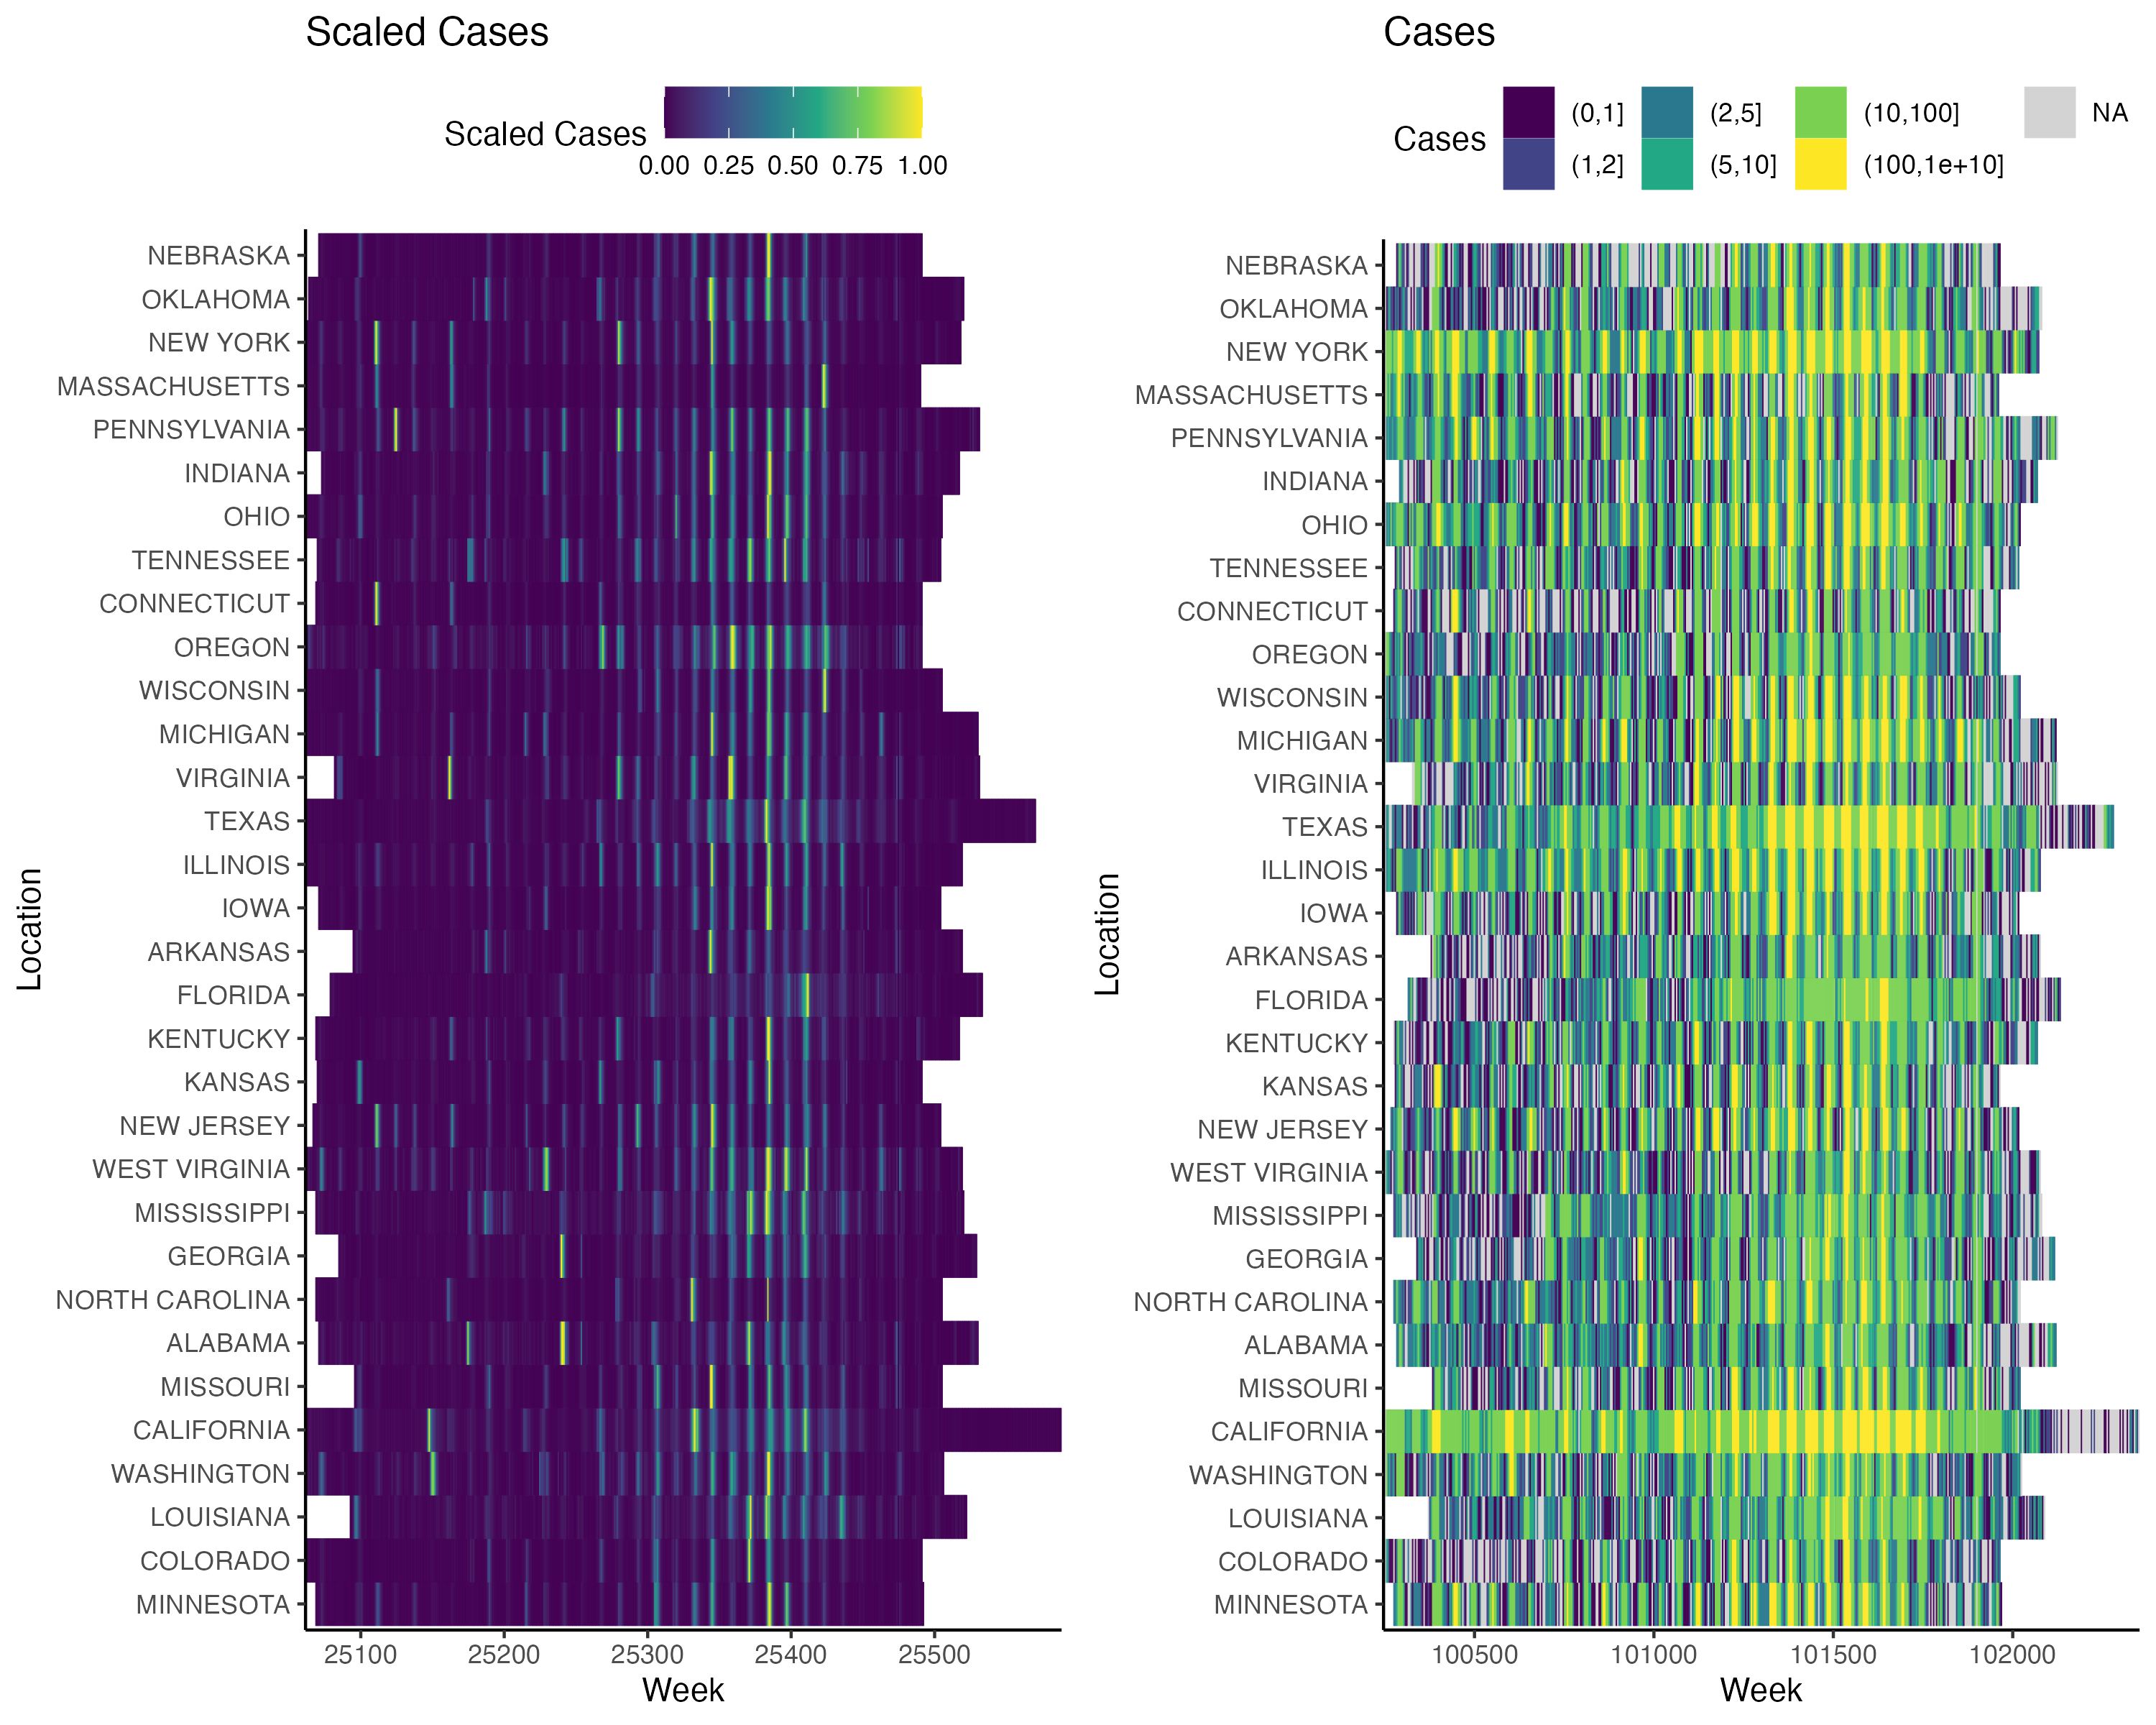 Scaled Cases
Scaled Cases
0.00 0.25 0.50 0.75 1.00
NEBRASKA
OKLAHOMA
NEW YORK
MASSACHUSETTS
PENNSYLVANIA
INDIANA
OHIO
TENNESSEE
CONNECTICUT
OREGON
WISCONSIN
MICHIGAN
VIRGINIA
TEXAS
ILLINOIS
IOWA
ARKANSAS
FLORIDA
KENTUCKY
KANSAS
NEW JERSEY
WEST VIRGINIA
MISSISSIPPI
GEORGIA
NORTH CAROLINA
ALABAMA
MISSOURI
CALIFORNIA
WASHINGTON
LOUISIANA
COLORADO
MINNESOTA
Location
25100 25200 25300 25400 25500
Week
Cases
Cases
(0,1] (2,5] (10,100] NA
(1,2] (5,10] (100,1e+10]
NEBRASKA
OKLAHOMA
NEW YORK
MASSACHUSETTS
PENNSYLVANIA
INDIANA
OHIO
TENNESSEE
CONNECTICUT
OREGON
WISCONSIN
MICHIGAN
VIRGINIA
TEXAS
ILLINOIS
IOWA
ARKANSAS
FLORIDA
KENTUCKY
KANSAS
NEW JERSEY
WEST VIRGINIA
MISSISSIPPI
GEORGIA
NORTH CAROLINA
ALABAMA
MISSOURI
CALIFORNIA
WASHINGTON
LOUISIANA
COLORADO
MINNESOTA
Location
100500 101000 101500 102000
Week